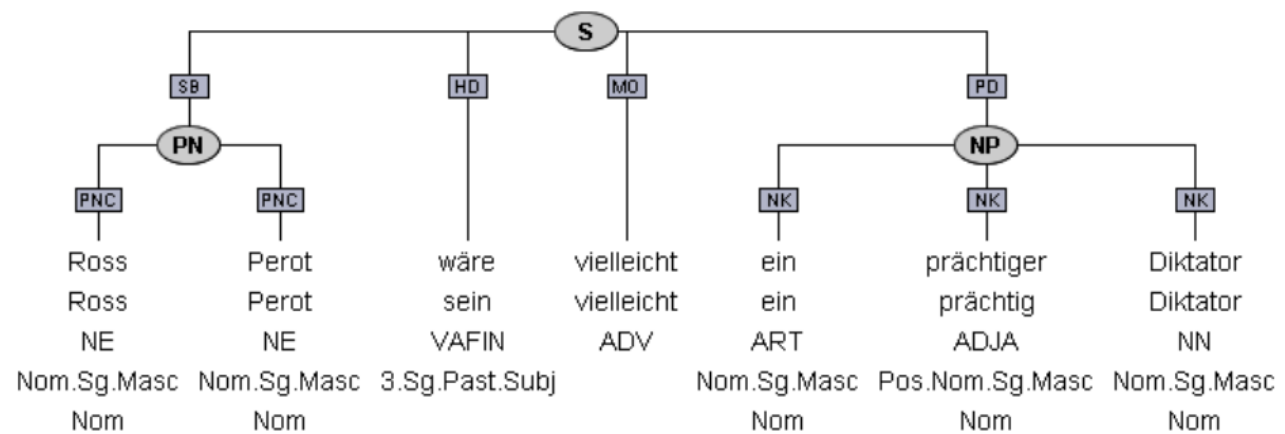 S
SB HD MO PD
PN NP
PNC PNC NK NK NK
Ross Perot wäre vielleicht ein prächtiger Diktator
Ross Perot sein vielleicht ein prächtig Diktator
NE NE VAFIN ADV ART ADJA NN
Nom.Sg.Masc Nom.Sg.Masc 3.Sg.Past.Subj Nom.Sg.Masc Pos.Nom.Sg.Masc Nom.Sg.Masc
Nom Nom Nom Nom Nom